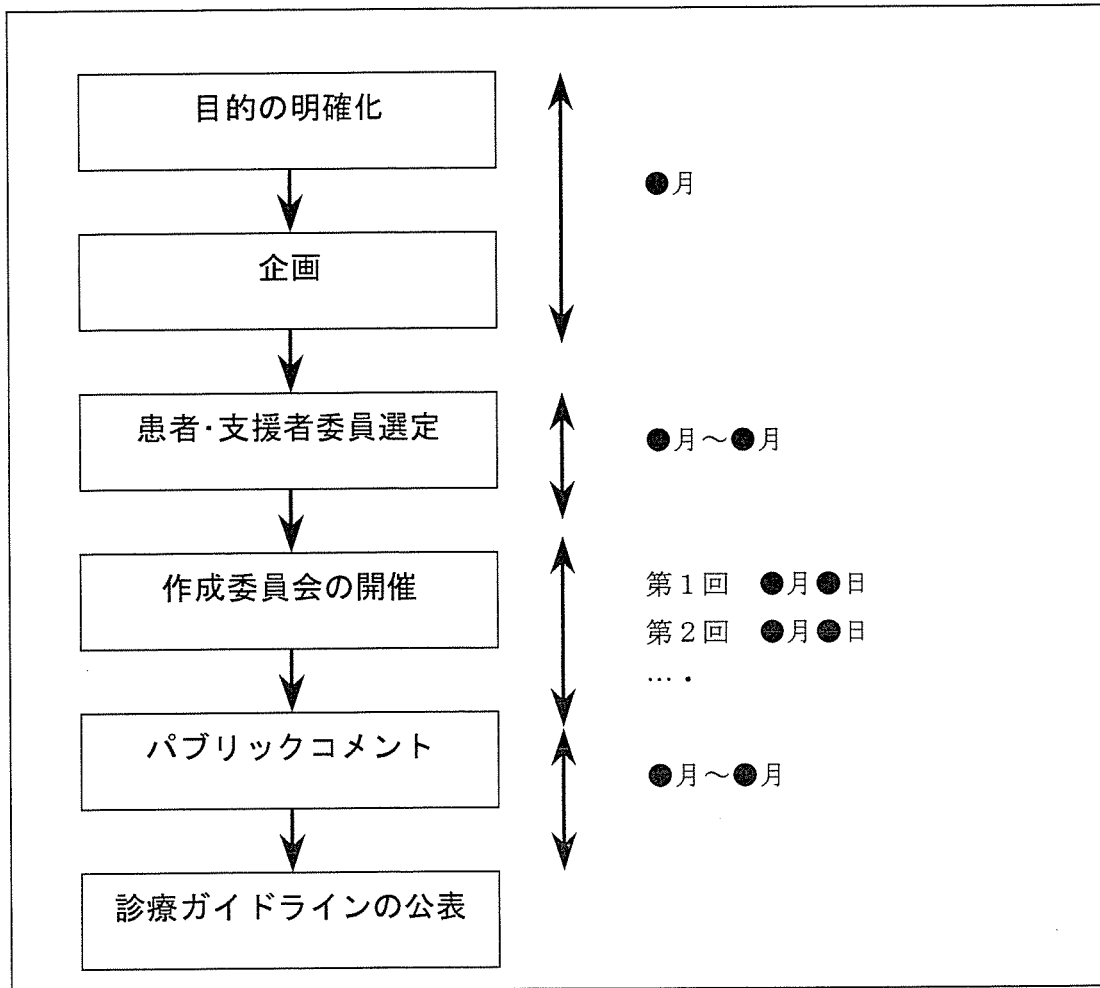 目的の明確化
●月
企画
患者・支援者委員選定
●月～●月
作成委員会の開催
第１回　●月●日
第２回　●月●日
…．
パブリックコメント
●月～●月
診療ガイドラインの公表